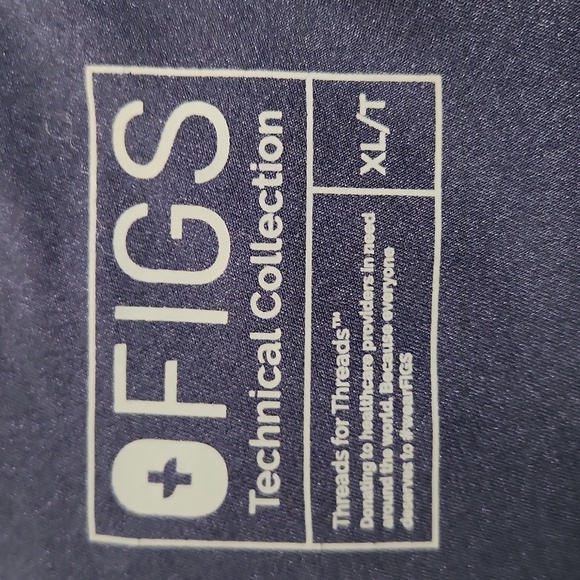 FIGS
Technical Collection
Threads for Threads™
Donating to healthcare providers in need
around the world. Because everyone
deserves to #wearFIGS
XL/T